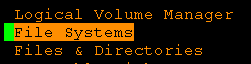 Logical Volume Manager
File Systems
Files & Directories